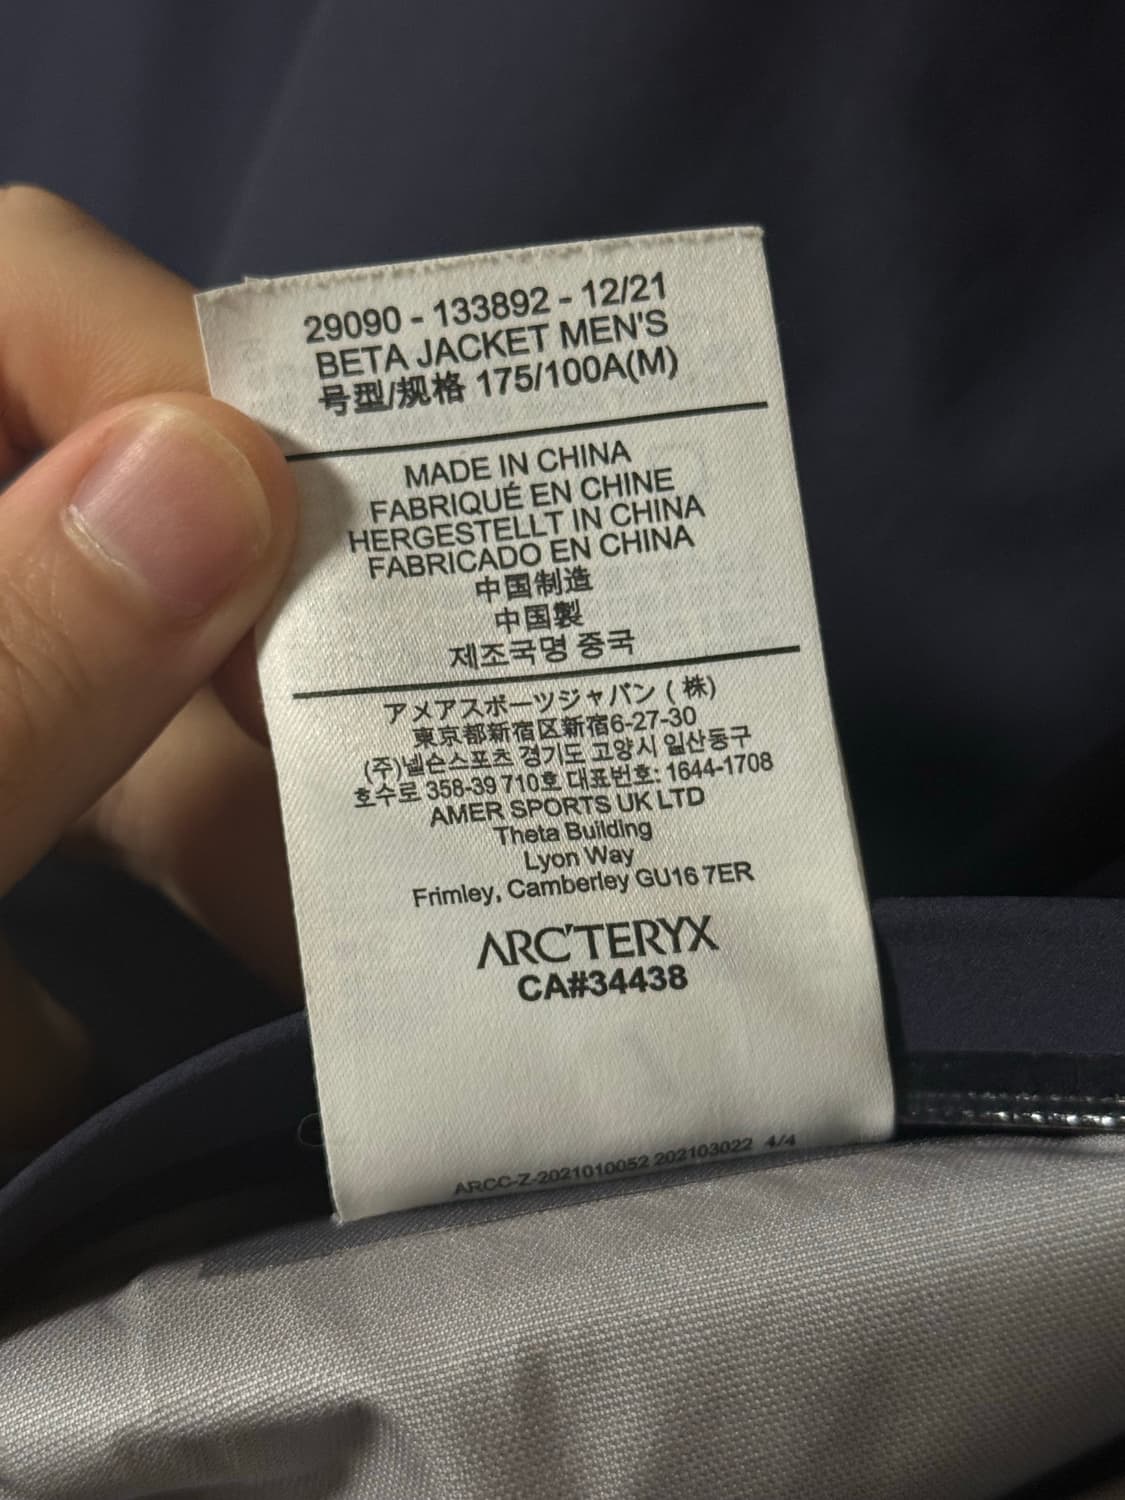 29090 - 133892 - 12/21
BETA JACKET MEN'S
号型/规格 175/100A(M)
MADE IN CHINA
FABRIQUÉ EN CHINE
HERGESTELLT IN CHINA
FABRICADO EN CHINA
中国制造
中国製
제조국명 중국
アメアスポーツジャパン ( 株)
東京都新宿区新宿6-27-30
(주)넬슨스포츠 경기도 고양시 일산동구
호수로 358-39 710호 대표번호: 1644-1708
AMER SPORTS UK LTD
Theta Building
Lyon Way
Frimley, Camberley GU16 7ER
ARC'TERYX
CA#34438
ARCC-Z-2021010052 202103022 4/4